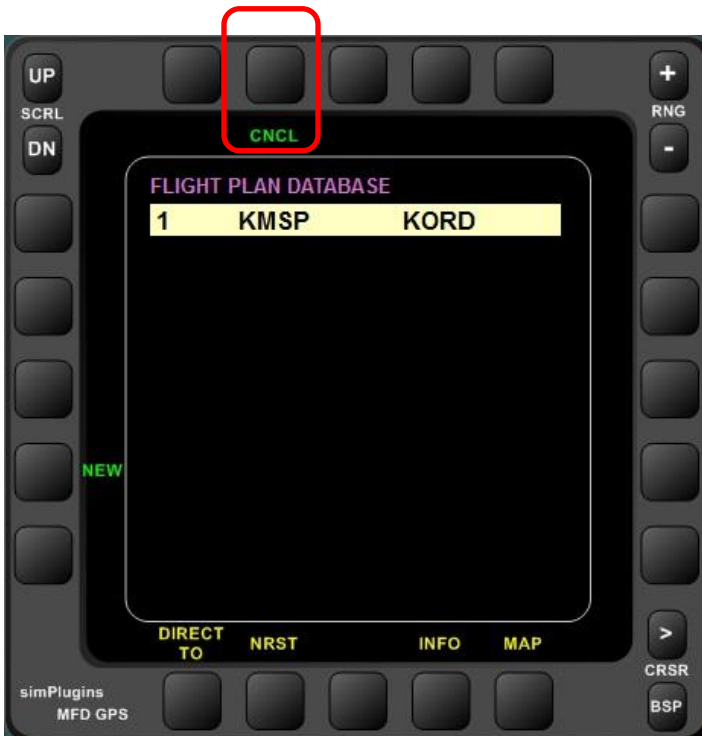 UP
SCRL
DN
+
RNG
-
CNCL
FLIGHT PLAN DATABASE
1 KMSP KORD
NEW
DIRECT
TO
NRST
INFO
MAP
>
CRSR
BSP
simPlugins
MFD GPS